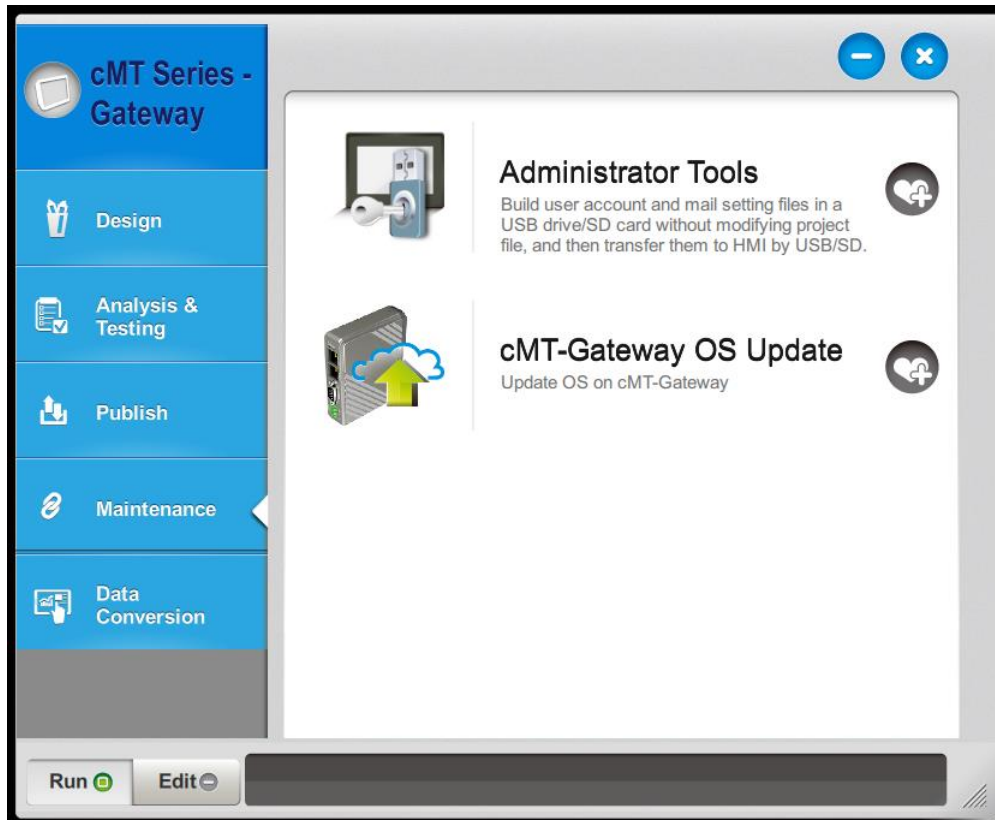 cMT Series -
Gateway
Design
Analysis &
Testing
Publish
Maintenance
Data
Conversion
Administrator Tools
Build user account and mail setting files in a
USB drive/SD card without modifying project
file, and then transfer them to HMI by USB/SD.
cMT-Gateway OS Update
Update OS on cMT-Gateway
Run
Edit